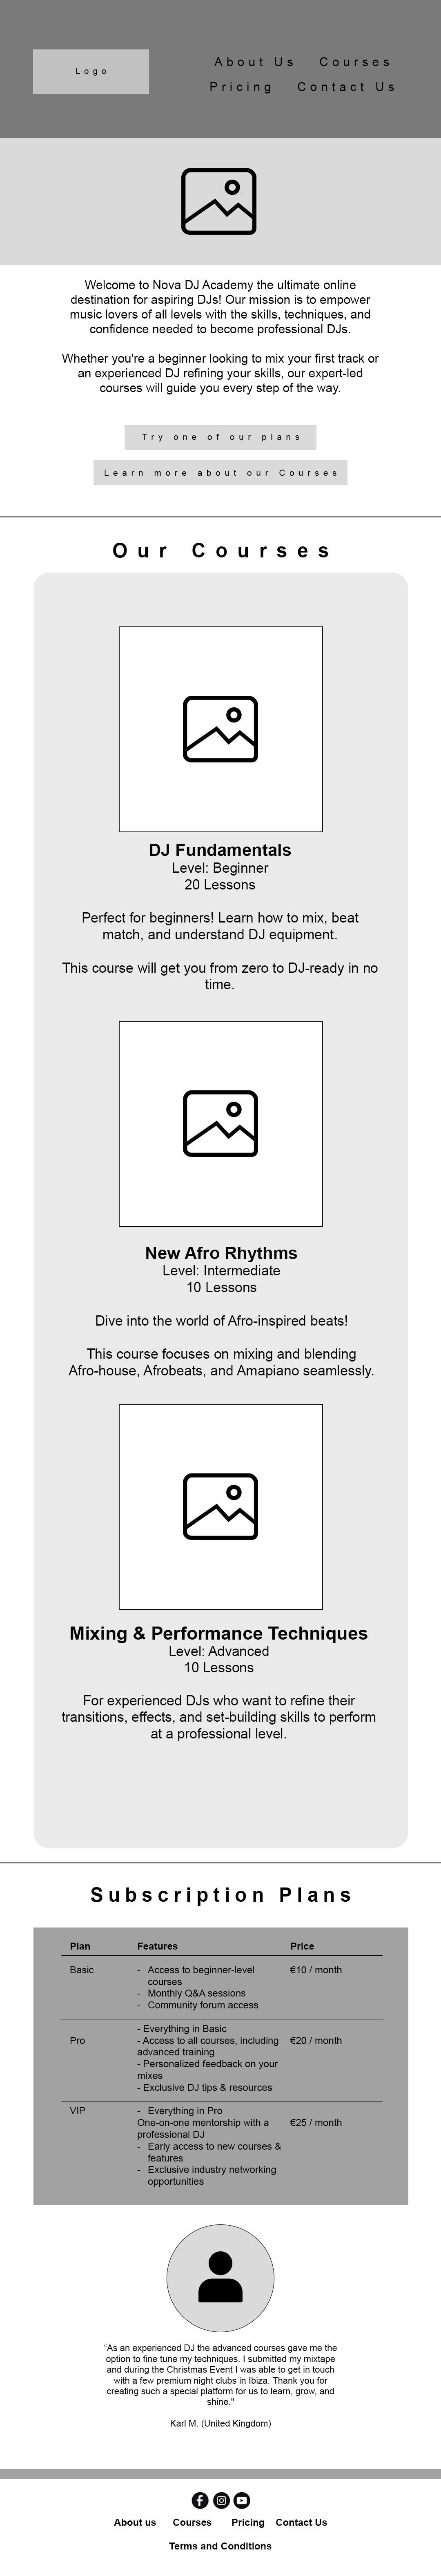 Logo
About Us Courses
Pricing Contact Us
Welcome to Nova DJ Academy the ultimate online
destination for aspiring DJs! Our mission is to empower
music lovers of all levels with the skills, techniques, and
confidence needed to become professional DJs.
Whether you're a beginner looking to mix your first track or
an experienced DJ refining your skills, our expert-led
courses will guide you every step of the way.
Try one of our plans
Learn more about our Courses
Our Courses
DJ Fundamentals
Level: Beginner
20 Lessons
Perfect for beginners! Learn how to mix, beat
match, and understand DJ equipment.
This course will get you from zero to DJ-ready in no
time.
New Afro Rhythms
Level: Intermediate
10 Lessons
Dive into the world of Afro-inspired beats!
This course focuses on mixing and blending
Afro-house, Afrobeats, and Amapiano seamlessly.
Mixing & Performance Techniques
Level: Advanced
10 Lessons
For experienced DJs who want to refine their
transitions, effects, and set-building skills to perform
at a professional level.
Subscription Plans
Plan Features Price
Basic - Access to beginner-level €10 / month
courses
- Monthly Q&A sessions
- Community forum access
- Everything in Basic
Pro - Access to all courses, including €20 / month
advanced training
- Personalized feedback on your
mixes
- Exclusive DJ tips & resources
VIP - Everything in Pro
One-on-one mentorship with a €25 / month
professional DJ
- Early access to new courses &
features
- Exclusive industry networking
opportunities
"As an experienced DJ the advanced courses gave me the
option to fine tune my techniques. I submitted my mixtape
and during the Christmas Event I was able to get in touch
with a few premium night clubs in Ibiza. Thank you for
creating such a special platform for us to learn, grow, and
shine."
Karl M. (United Kingdom)
About us Courses Pricing Contact Us
Terms and Conditions